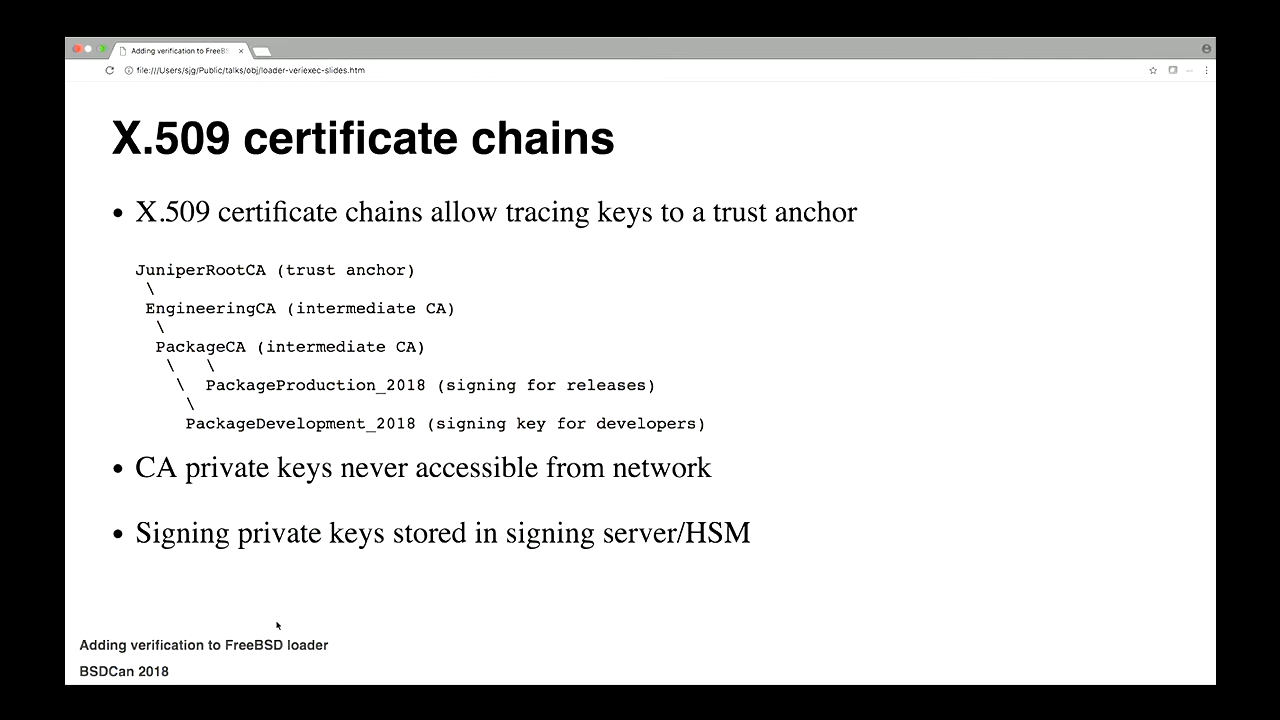 Adding verification to FreeBS
file:///Users/sjg/Public/talks/obj/loader-veriexec-slides.htm
X.509 certificate chains
• X.509 certificate chains allow tracing keys to a trust anchor
JuniperRootCA (trust anchor)
\
EngineeringCA (intermediate CA)
\
PackageCA (intermediate CA)
\ \
\ PackageProduction_2018 (signing for releases)
\
PackageDevelopment_2018 (signing key for developers)
• CA private keys never accessible from network
• Signing private keys stored in signing server/HSM
Adding verification to FreeBSD loader
BSDCan 2018